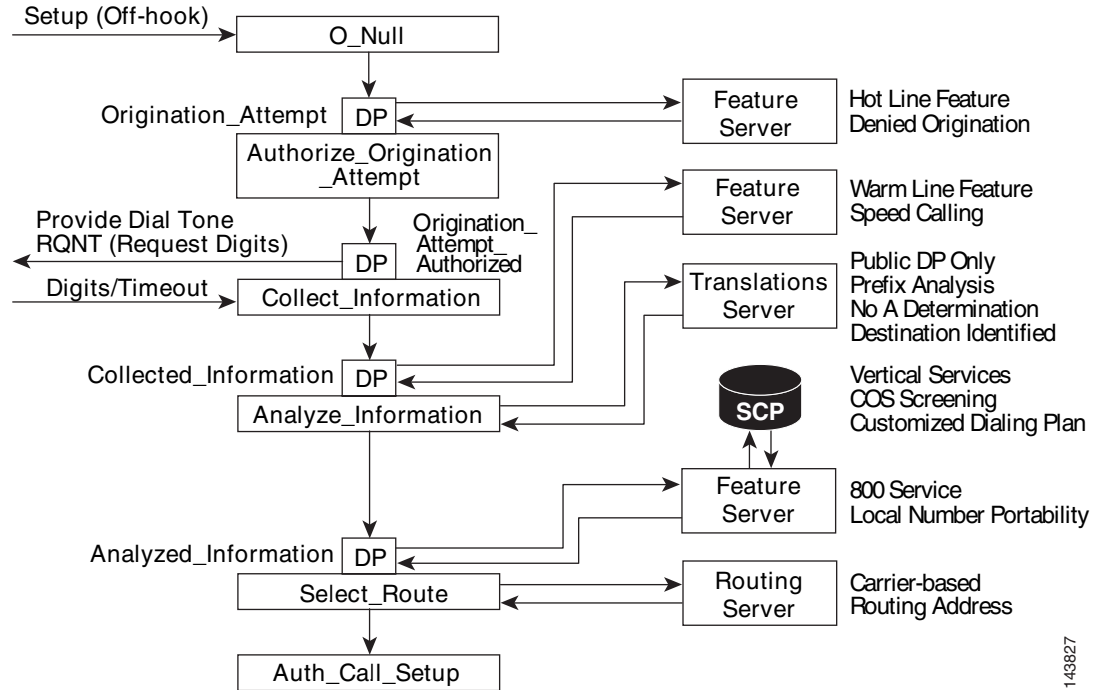 Setup (Off-hook)
O_Null
Origination_Attempt
DP
Feature
Server
Hot Line Feature
Denied Origination
Authorize_Origination
_Attempt
Feature
Server
Warm Line Feature
Speed Calling
Provide Dial Tone
RQNT (Request Digits)
Origination_
Attempt_
Authorized
DP
Digits/Timeout
Collect_Information
Translations
Server
Public DP Only
Prefix Analysis
No A Determination
Destination Identified
Collected_Information
DP
Analyze_Information
SCP
Vertical Services
COS Screening
Customized Dialing Plan
Feature
Server
800 Service
Local Number Portability
Analyzed_Information
DP
Select_Route
Routing
Server
Carrier-based
Routing Address
Auth_Call_Setup
143827